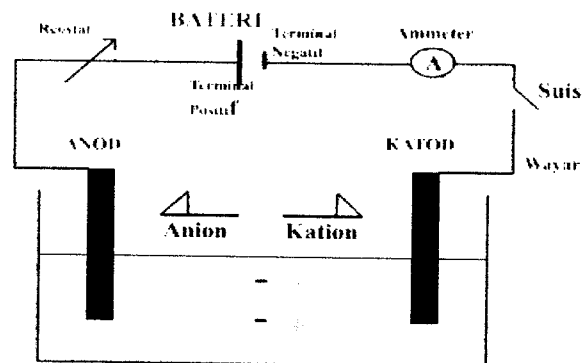 BATERI
Reostat
Terminal
Negatif
Ammeter
A
Suis
Terminal
Positif
ANOD
KATOD
Wayar
Anion
Kation